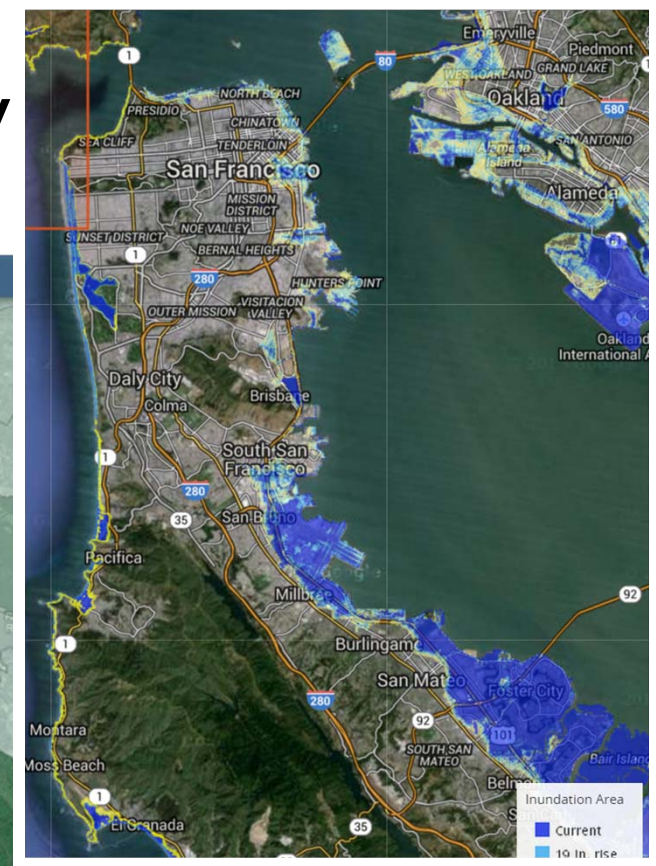 y
Emeryville
1
80
Piedmont
WEST OAKLAND
GRAND LAKE
NORTH BEACH
Oakland
PRESIDIO
580
CHINATOWN
SEA CLIFF
TENDERLOIN
SAN ANTONIO
Alameda
Island
San Francisco
Alameda
MISSION
DISTRICT
NOE VALLEY
SUNSET DISTRICT
BERNAL HEIGHTS
1
280
HUNTERS POINT
VISITACION
VALLEY
OUTER MISSION
Oakland
International A
Daly City
Brisbane
Colma
1
South San
Francisco
280
35
San Bruno
Pacifica
92
Millbrae
1
Burlingame
San Mateo
Foster City
280
92
101
Montara
SOUTH SAN
MATEO
Bair Island
Moss Beach
Belmon
1
Inundation Area
El Granada
35
Current
19 in. rise